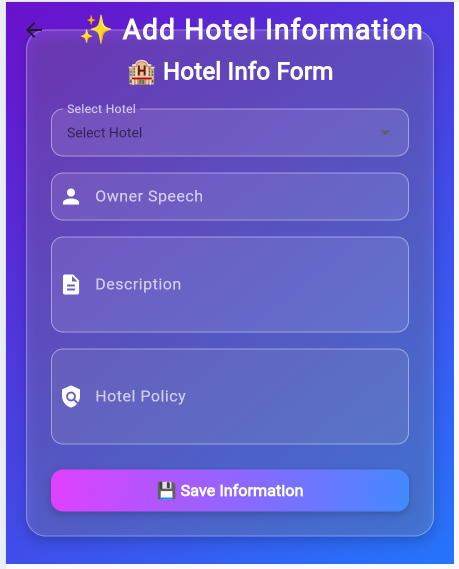 ✨ Add Hotel Information
🏨 Hotel Info Form
Select Hotel
Select Hotel
Owner Speech
Description
Hotel Policy
💾 Save Information